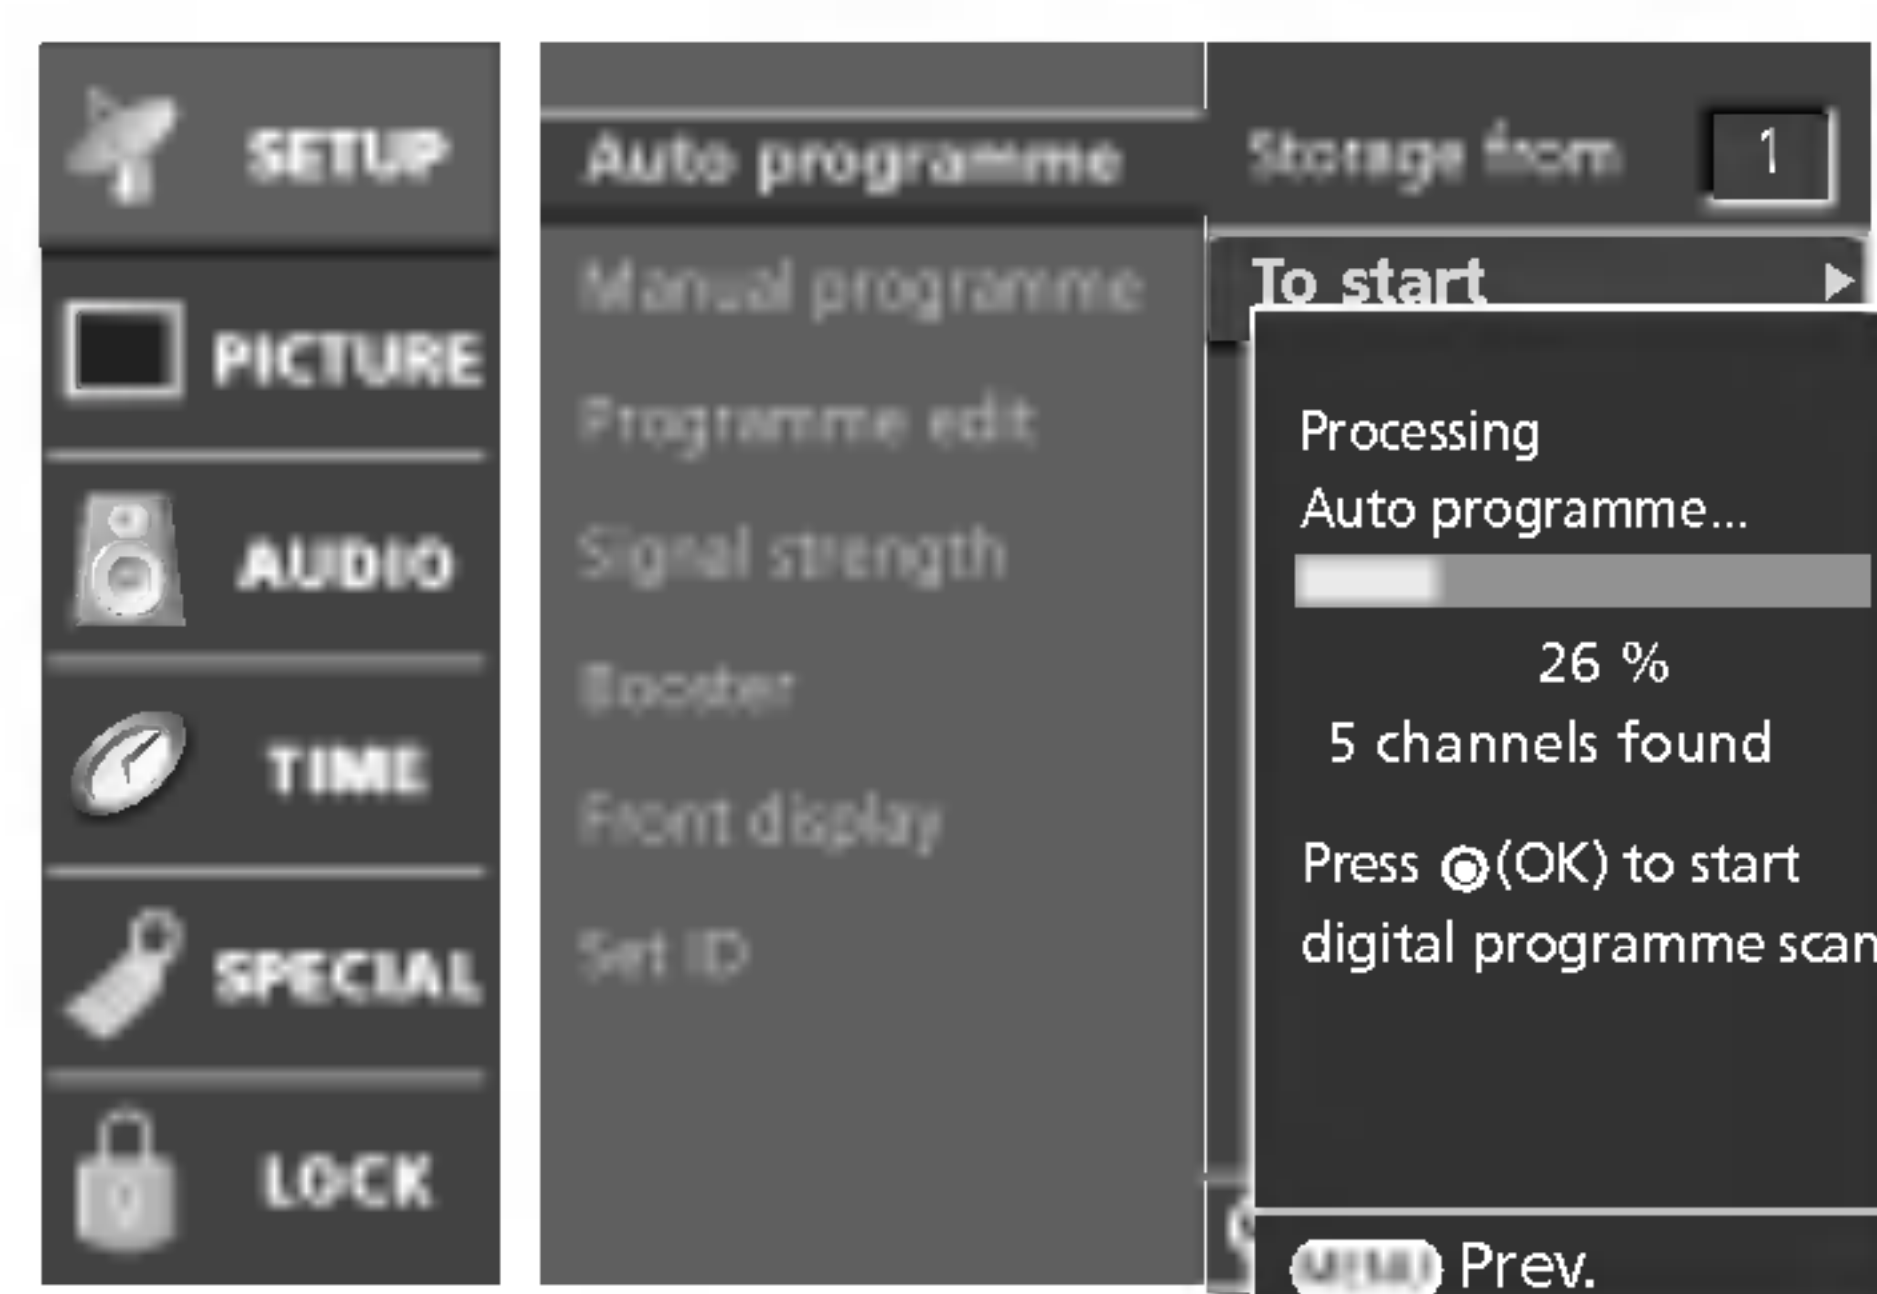 SETUP
PICTURE
AUDIO
TIME
SPECIAL
LOCK
Auto programme
Manual programme
Programme edit
Signal strength
Booster
Front display
Set ID
Storage from 1
To start
Processing
Auto programme...
26 %
5 channels found
Press (OK) to start
digital programme scan
MENU Prev.